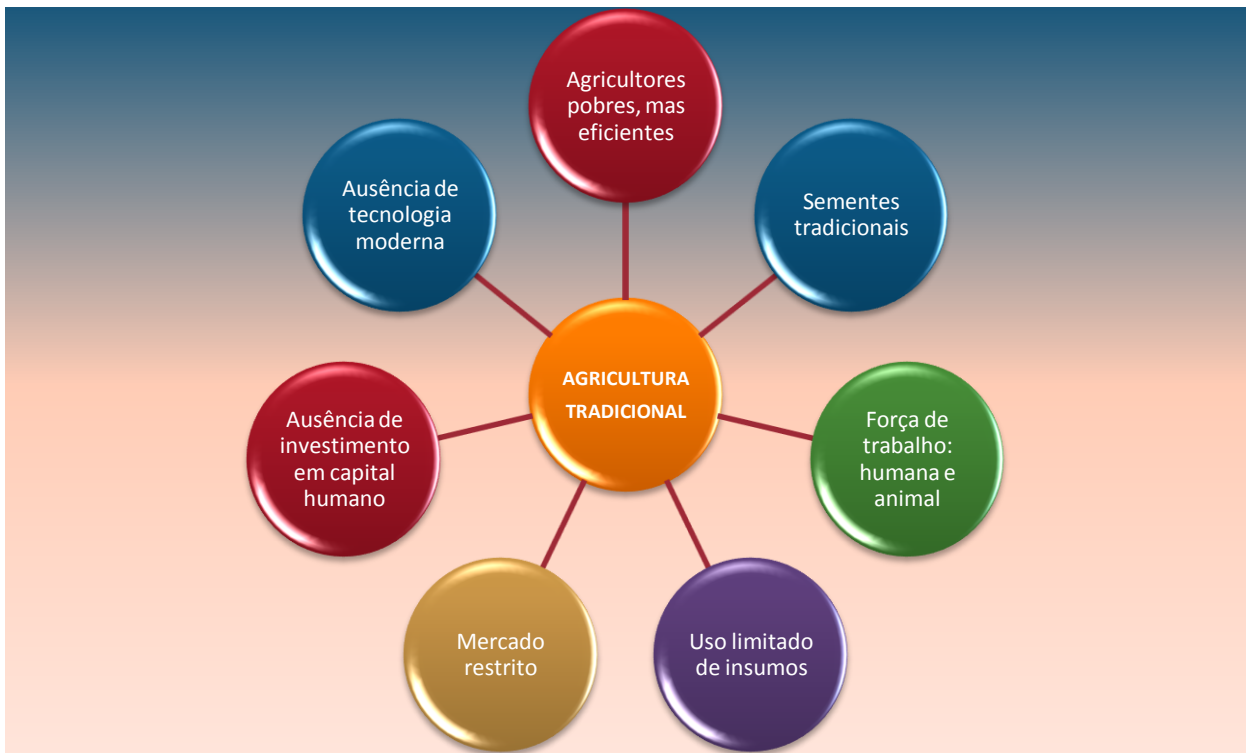 Agricultores
pobres, mas
eficientes
Ausência de
tecnologia
moderna
Sementes
tradicionais
AGRICULTURA
TRADICIONAL
Ausência de
investimento
em capital
humano
Força de
trabalho:
humana e
animal
Mercado
restrito
Uso limitado
de insumos